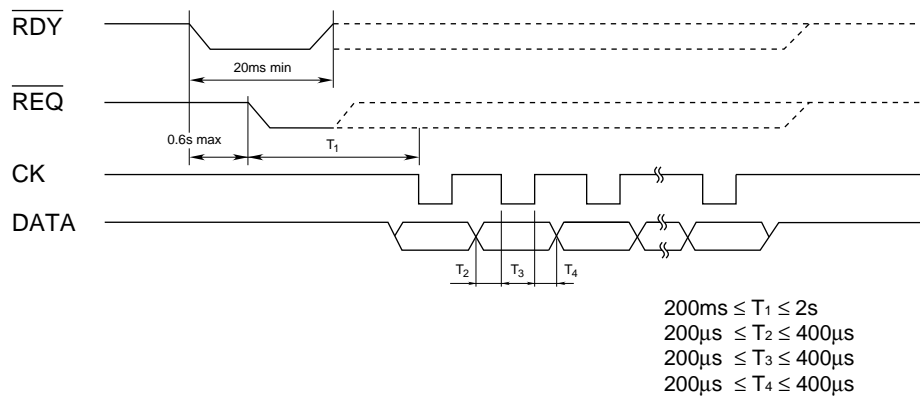 RDY
20ms min
REQ
0.6s max
T1
CK
DATA
T2
T3
T4
200ms ≤ T1 ≤ 2s
200μs ≤ T2 ≤ 400μs
200μs ≤ T3 ≤ 400μs
200μs ≤ T4 ≤ 400μs